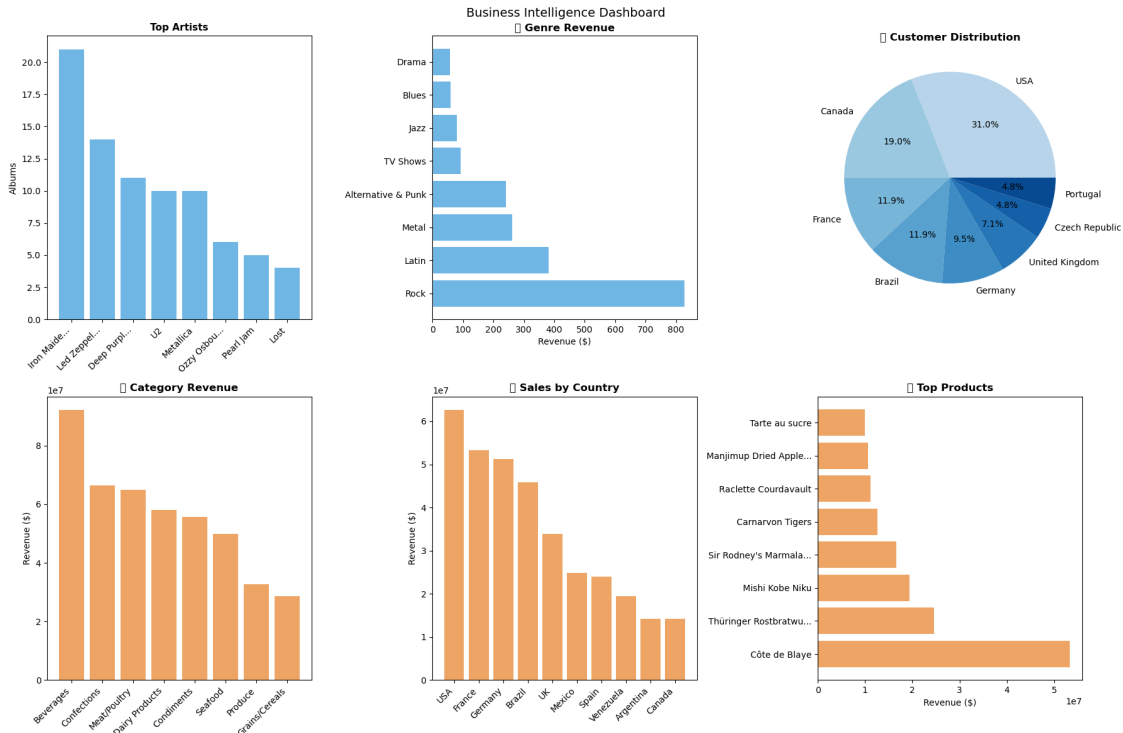 Business Intelligence Dashboard
Top Artists
20.0
17.5
15.0
12.5
10.0
7.5
5.0
2.5
0.0
Albums
Iron Maide...
Led Zeppel...
Deep Purpl...
U2
Metallica
Ozzy Osbou...
Pearl Jam
Lost
Genre Revenue
Drama
Blues
Jazz
TV Shows
Alternative & Punk
Metal
Latin
Rock
0 100 200 300 400 500 600 700 800
Revenue ($)
Customer Distribution
USA
31.0%
Canada
19.0%
France
11.9%
Brazil
11.9%
Germany
9.5%
United Kingdom
7.1%
Czech Republic
4.8%
Portugal
4.8%
Category Revenue
1e7
8
6
4
2
0
Revenue ($)
Beverages
Confections
Meat/Poultry
Dairy Products
Condiments
Seafood
Produce
Grains/Cereals
Sales by Country
1e7
6
5
4
3
2
1
0
Revenue ($)
USA
France
Germany
Brazil
UK
Mexico
Spain
Venezuela
Argentina
Canada
Top Products
Tarte au sucre
Manjimup Dried Apple...
Raclette Courdavault
Carnarvon Tigers
Sir Rodney's Marmala...
Mishi Kobe Niku
Thüringer Rostbratwu...
Côte de Blaye
0 1 2 3 4 5
1e7
Revenue ($)